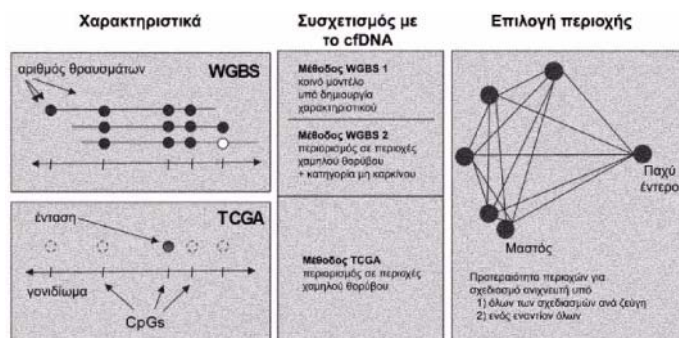 Χαρακτηριστικά
Συσχετισμός με
το cfDNA
Επιλογή περιοχής
αριθμός θραυσμάτων
WGBS
ένταση
TCGA
γονιδίωμα
CpGs
Μέθοδος WGBS 1
κοινό μοντέλο
υπό δημιουργία
χαρακτηριστικού
Μέθοδος WGBS 2
περιορισμός σε περιοχές
χαμηλού θορύβου
+ κατηγορία μη καρκίνου
Μέθοδος TCGA
περιορισμός σε περιοχές
χαμηλού θορύβου
Παχύ
έντερο
Μαστός
Προτεραιότητα περιοχών για
σχεδιασμό ανιχνευτή υπό
1) όλων των σχεδιασμών ανά ζεύγη
2) ενός εναντίον όλων